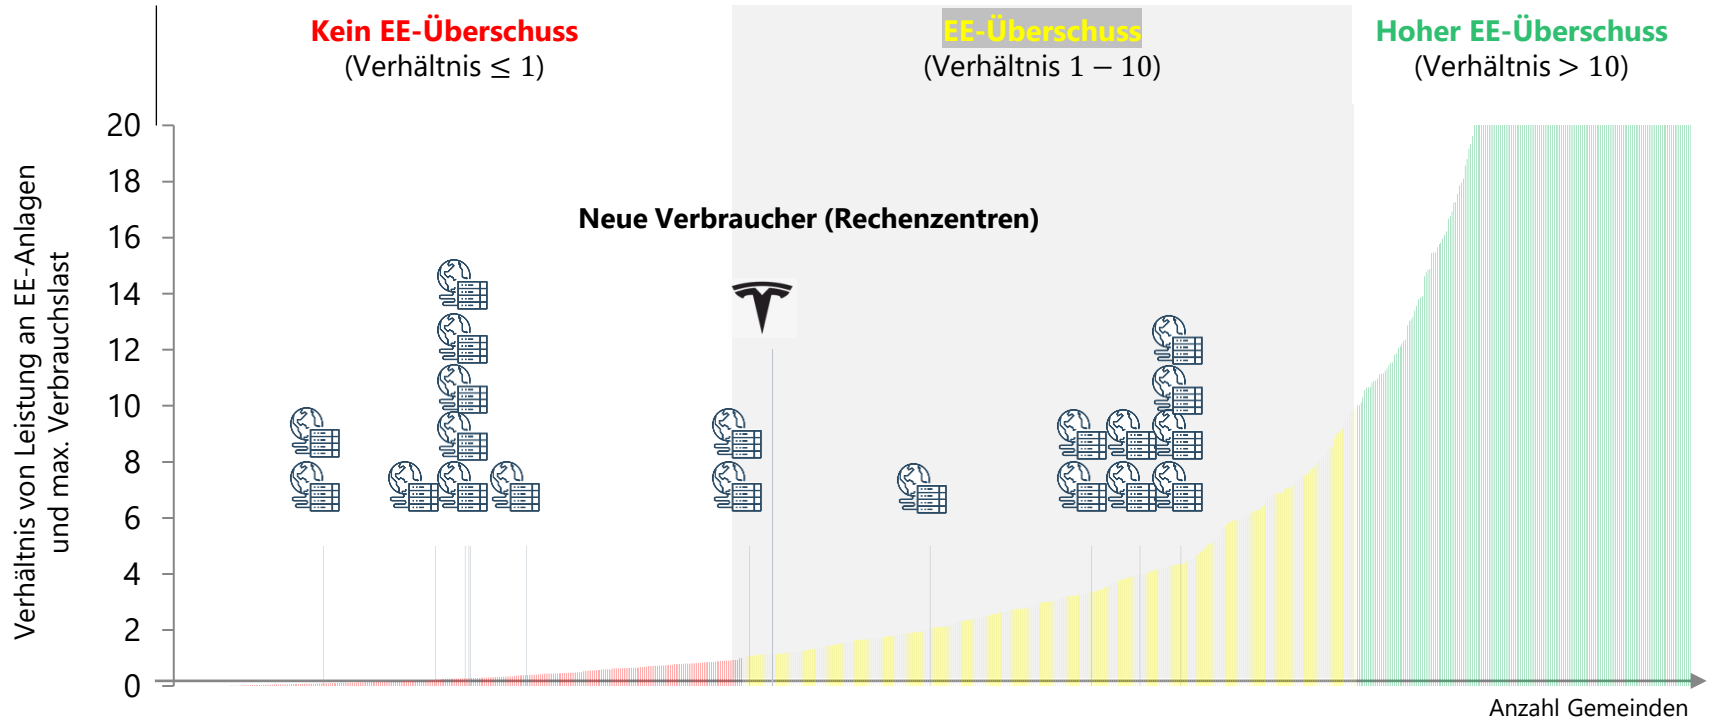 Kein EE-Überschuss
(Verhältnis ≤ 1)
EE-Überschuss
(Verhältnis 1 – 10)
Hoher EE-Überschuss
(Verhältnis > 10)
Verhältnis von Leistung an EE-Anlagen
und max. Verbrauchslast
20
18
16
14
12
10
8
6
4
2
0
Neue Verbraucher (Rechenzentren)
Anzahl Gemeinden